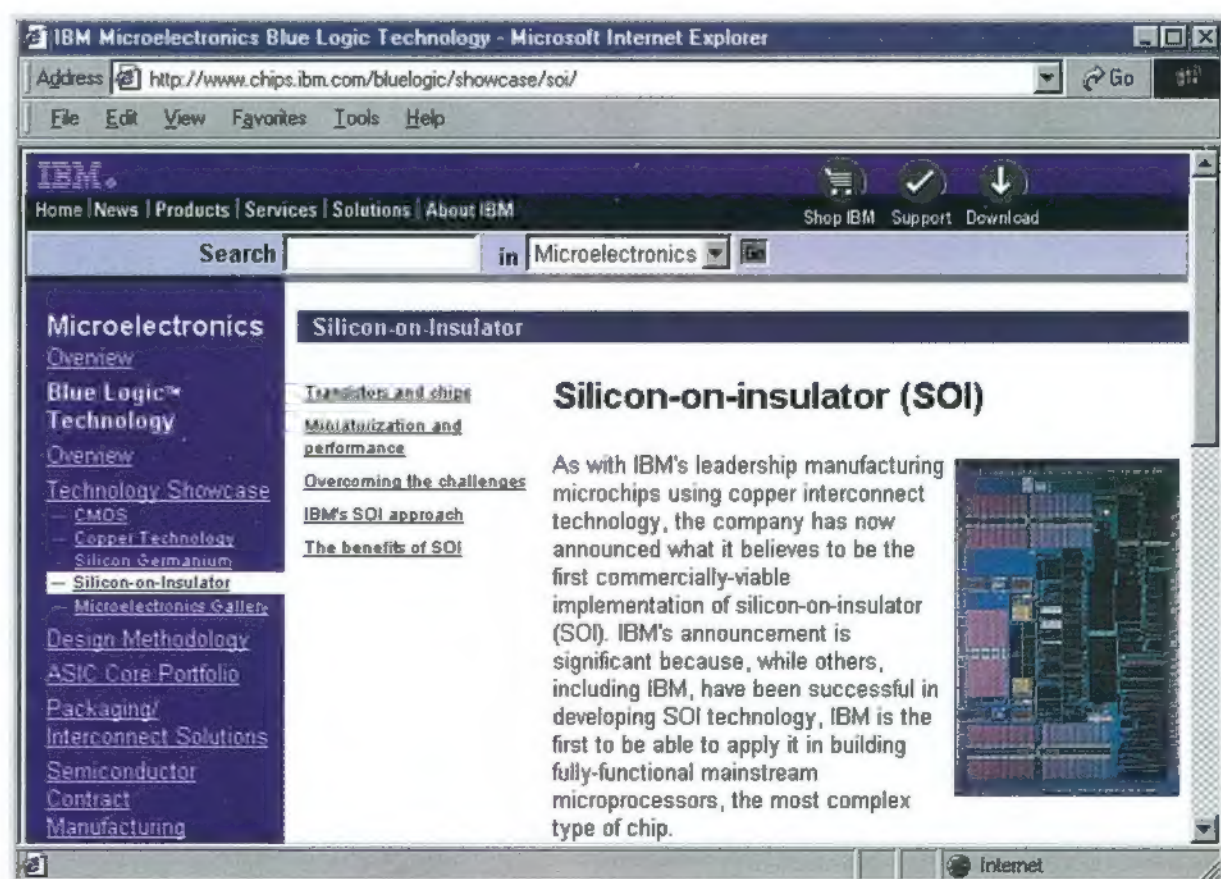 IBM Microelectronics Blue Logic Technology - Microsoft Internet Explorer
Address http://www.chips.ibm.com/bluelogic/showcase/soi/ Go
File Edit View Favorites Tools Help
IBM
Home | News | Products | Services | Solutions | About IBM
Shop IBM Support Download
Search in Microelectronics Go
Microelectronics
Overview
Blue Logic™
Technology
Overview
Technology Showcase
— CMOS
— Copper Technology
— Silicon Germanium
— Silicon-on-Insulator
— Microelectronics Gallery
Design Methodology
ASIC Core Portfolio
Packaging/
Interconnect Solutions
Semiconductor
Contract
Manufacturing
Silicon-on-Insulator
Transistors and chips
Miniaturization and
performance
Overcoming the challenges
IBM's SOI approach
The benefits of SOI
Silicon-on-insulator (SOI)
As with IBM's leadership manufacturing
microchips using copper interconnect
technology, the company has now
announced what it believes to be the
first commercially-viable
implementation of silicon-on-insulator
(SOI). IBM's announcement is
significant because, while others,
including IBM, have been successful in
developing SOI technology, IBM is the
first to be able to apply it in building
fully-functional mainstream
microprocessors, the most complex
type of chip.
Internet